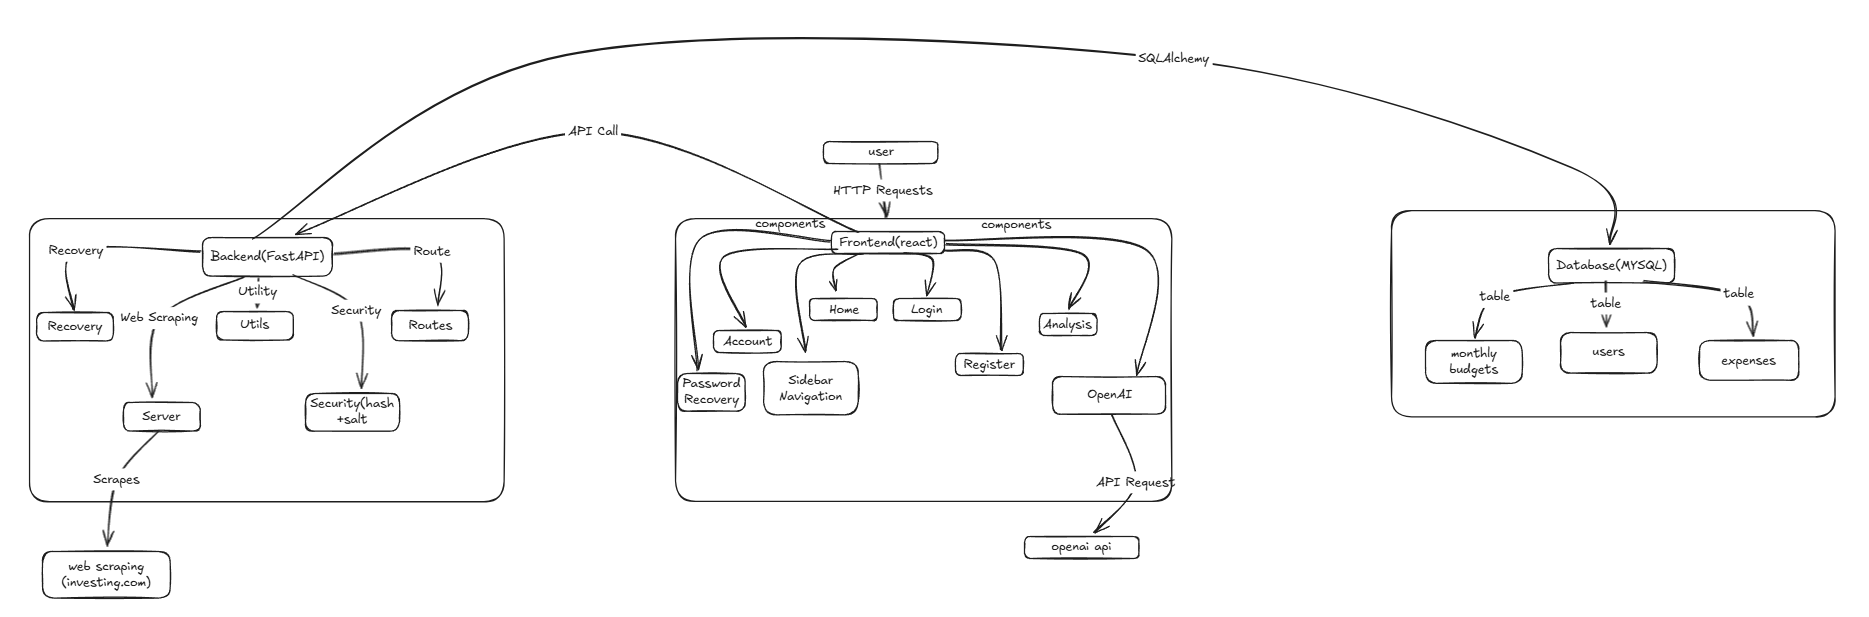 SQLAlchemy
API Call
user
HTTP Requests
components
components
Recovery
Backend(FastAPI)
Route
Frontend(react)
Database(MYSQL)
Utility
Web Scraping
Security
Recovery
Utils
Routes
Home
Login
Analysis
Account
Register
Password
Recovery
Sidebar
Navigation
OpenAI
table
table
table
monthly
budgets
users
expenses
Server
Security(hash
+salt
Scrapes
API Request
web scraping
(investing.com)
openai api